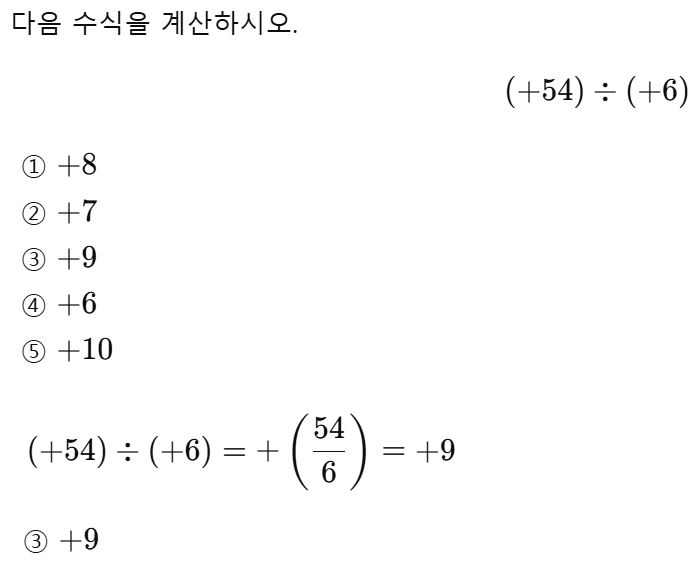 다음 수식을 계산하시오.
(+54) ÷ (+6)
① +8
② +7
③ +9
④ +6
⑤ +10
(+54) ÷ (+6) = + (54/6) = +9
③ +9